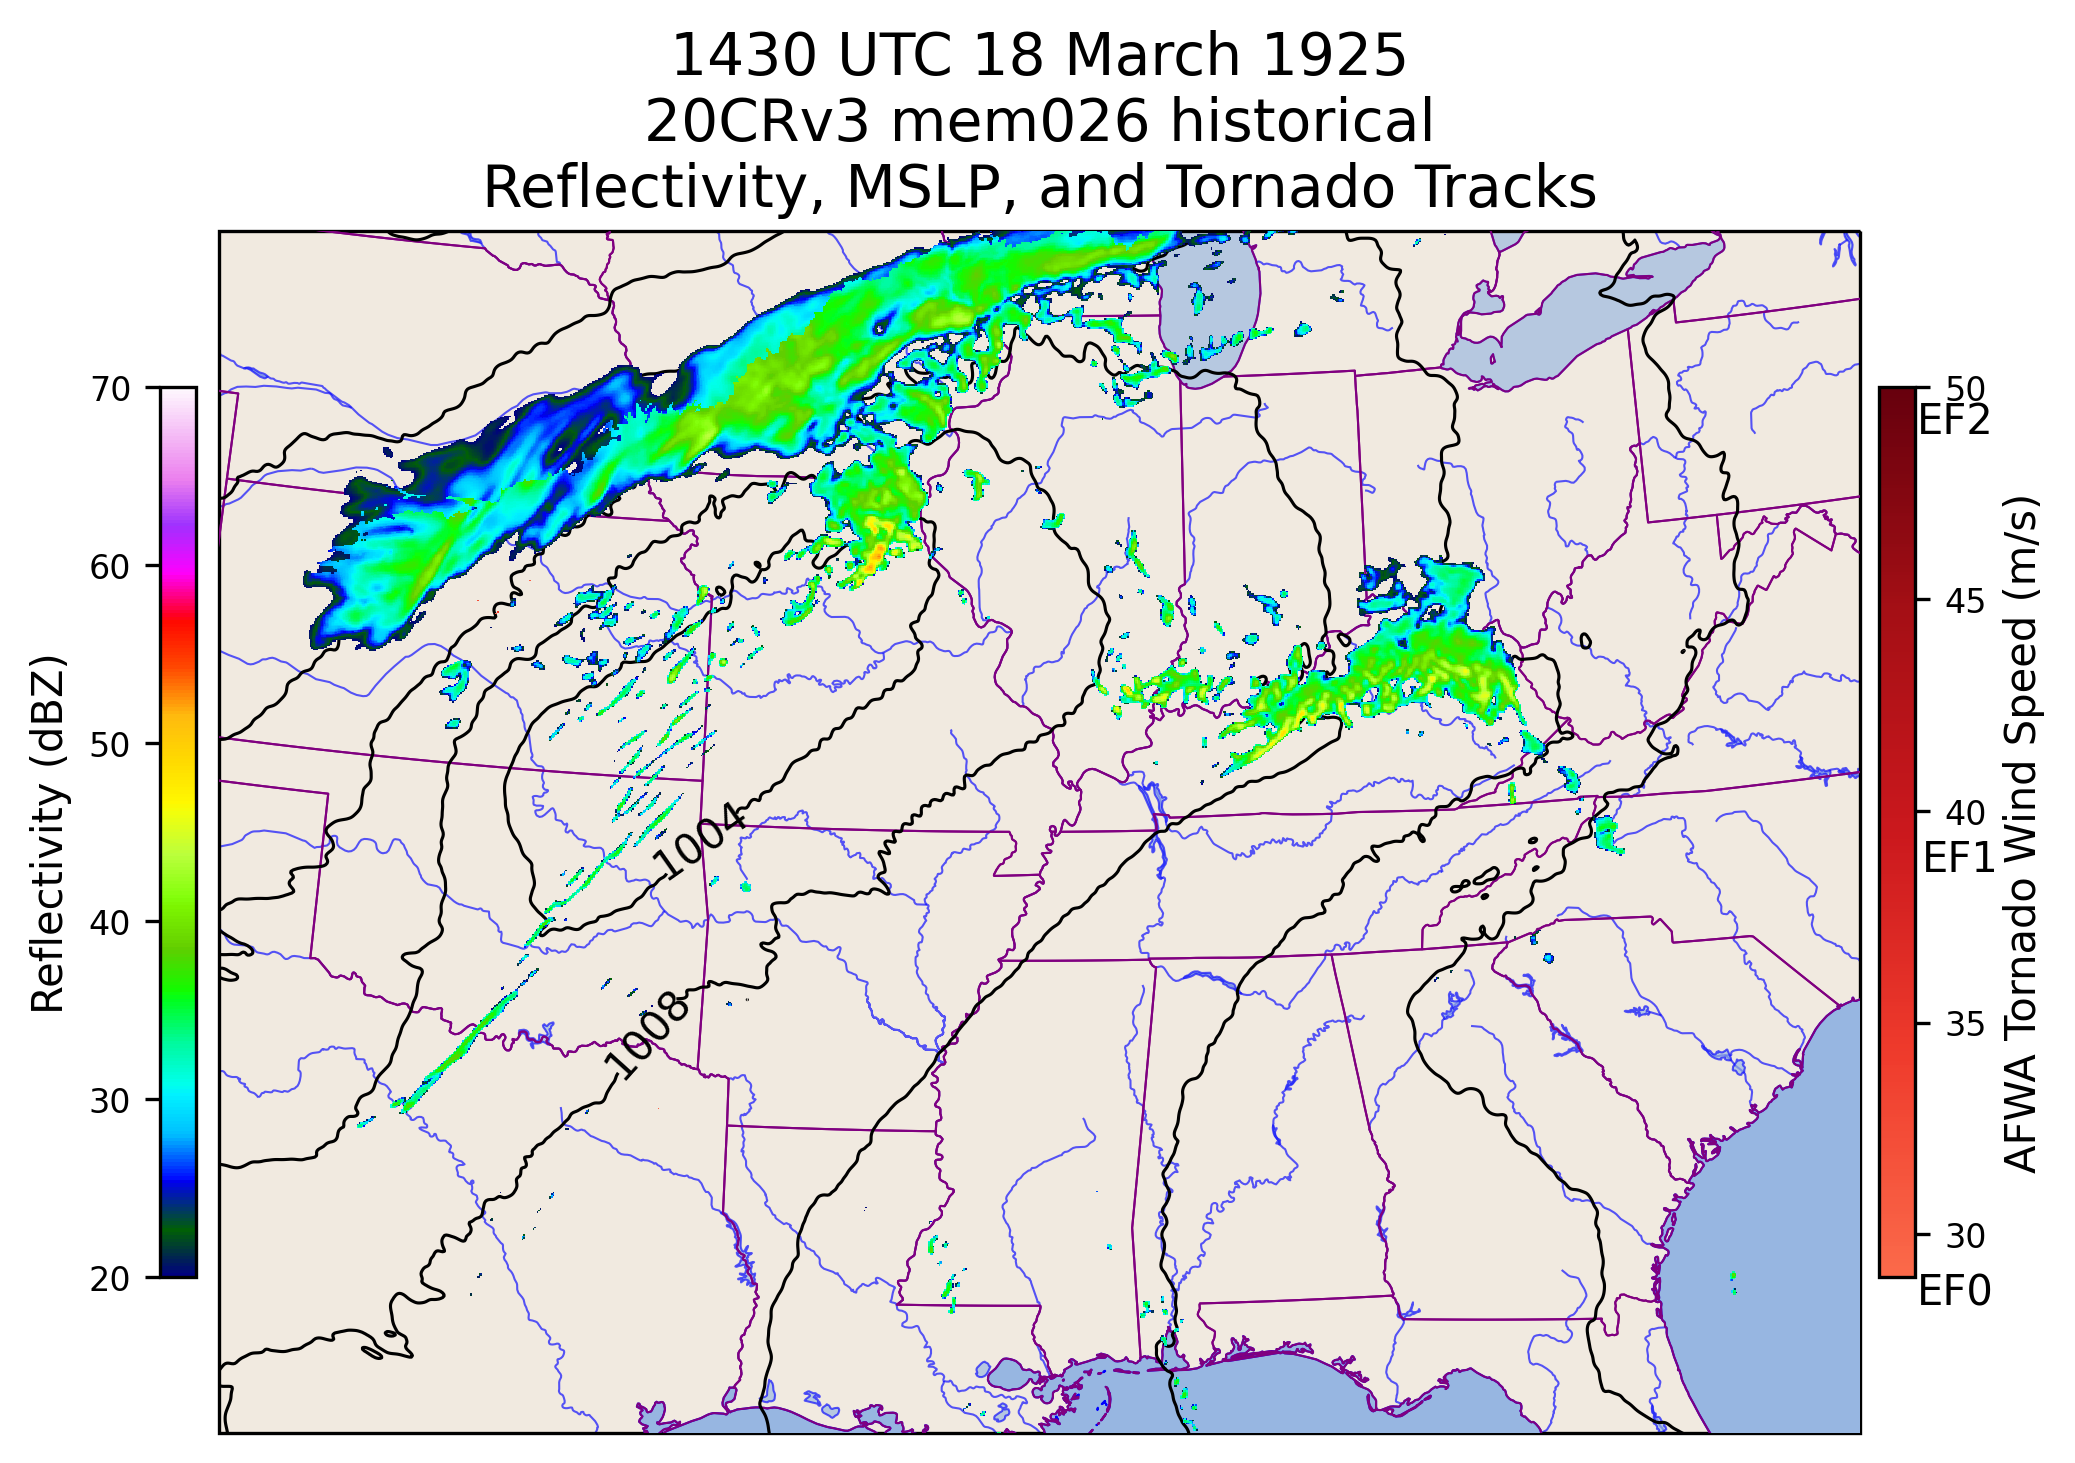 1430 UTC 18 March 1925
20CRv3 mem026 historical
Reflectivity, MSLP, and Tornado Tracks
70
60
50
40
30
20
Reflectivity (dBZ)
1004
1008
50
EF2
45
40
EF1
35
30
EF0
AFWA Tornado Wind Speed (m/s)